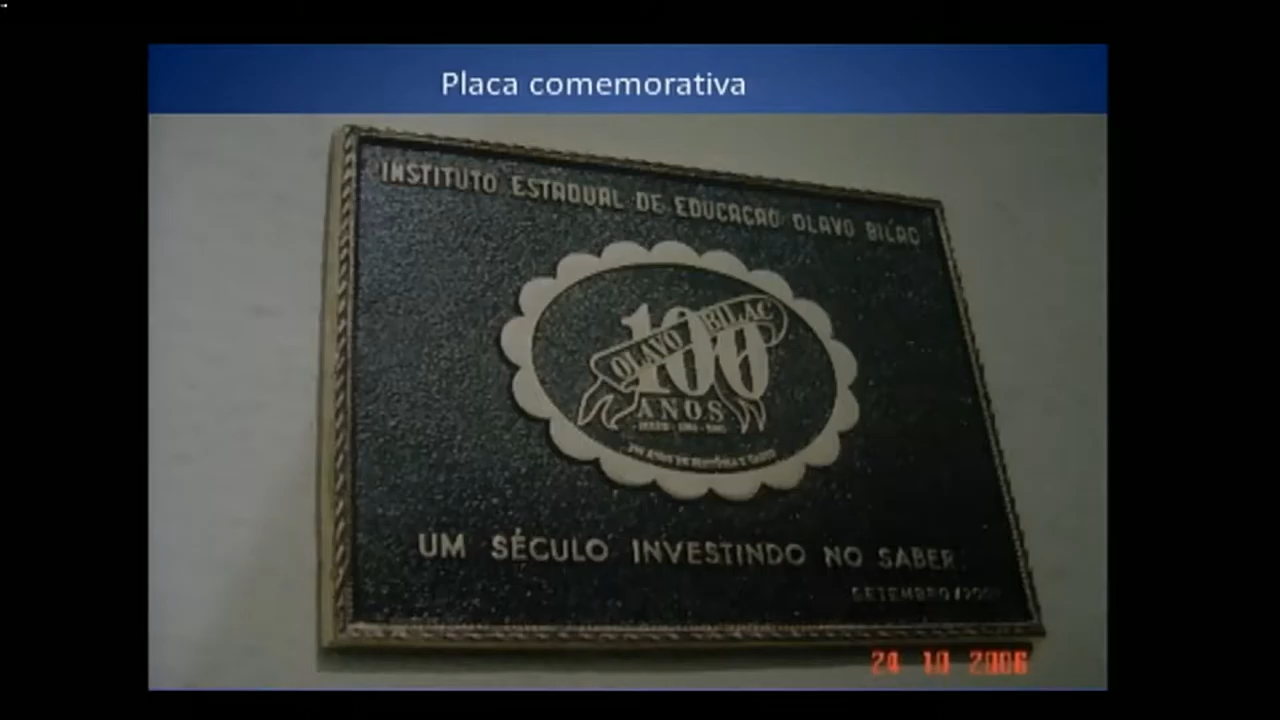 Placa comemorativa
INSTITUTO ESTADUAL DE EDUCAÇÃO OLAVO BILAC
100
OLAVO BILAC
ANOS
UM SÉCULO INVESTINDO NO SABER.
SETEMBRO
24 10 2006